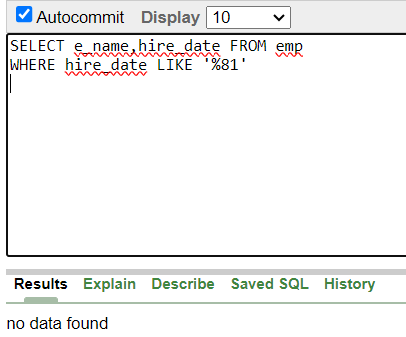 Autocommit Display 10
SELECT e_name,hire_date FROM emp
WHERE hire_date LIKE '%81'
Results Explain Describe Saved SQL History
no data found